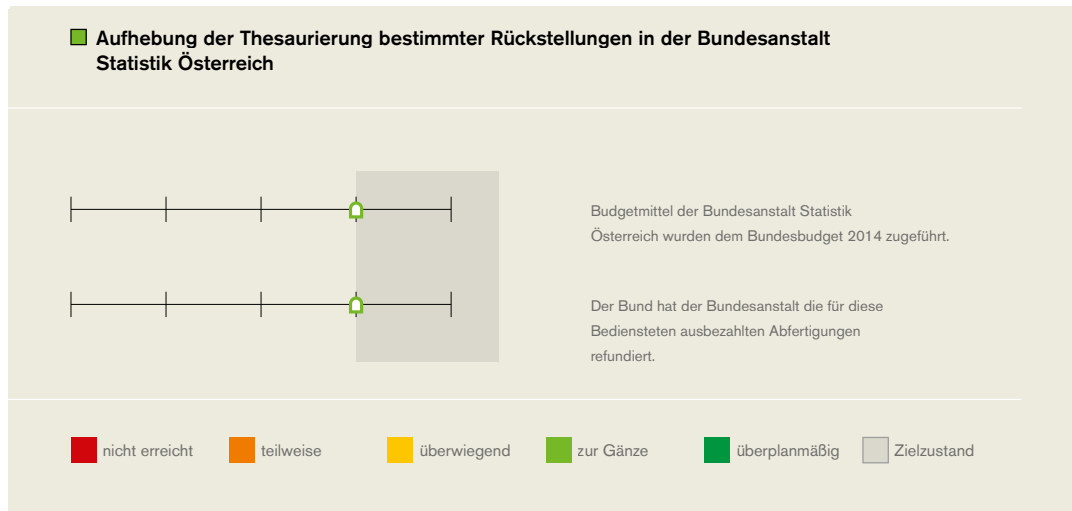 Aufhebung der Thesaurierung bestimmter Rückstellungen in der Bundesanstalt
Statistik Österreich
Budgetmittel der Bundesanstalt Statistik
Österreich wurden dem Bundesbudget 2014 zugeführt.
Der Bund hat der Bundesanstalt die für diese
Bediensteten ausbezahlten Abfertigungen
refundiert.
nicht erreicht
teilweise
überwiegend
zur Gänze
überplanmäßig
Zielzustand